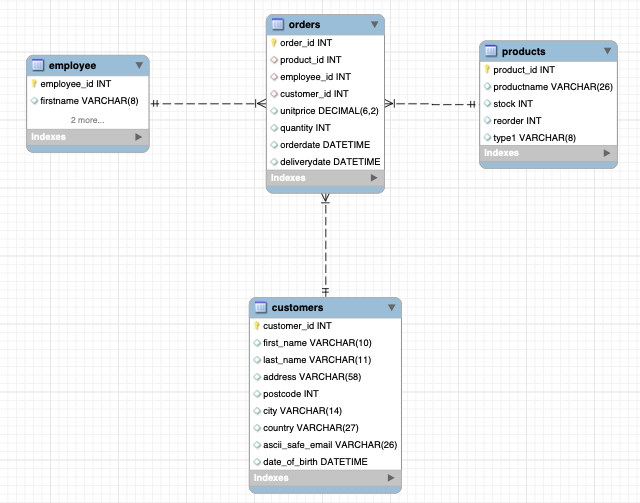 employee
employee_id INT
firstname VARCHAR(8)
2 more...
Indexes
orders
order_id INT
product_id INT
employee_id INT
customer_id INT
unitprice DECIMAL(6,2)
quantity INT
orderdate DATETIME
deliverydate DATETIME
Indexes
products
product_id INT
productname VARCHAR(26)
stock INT
reorder INT
type1 VARCHAR(8)
Indexes
customers
customer_id INT
first_name VARCHAR(10)
last_name VARCHAR(11)
address VARCHAR(58)
postcode INT
city VARCHAR(14)
country VARCHAR(27)
ascii_safe_email VARCHAR(26)
date_of_birth DATETIME
Indexes